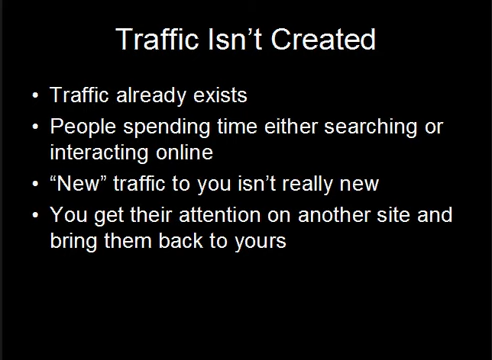 Traffic Isn't Created
• Traffic already exists
• People spending time either searching or
interacting online
• “New” traffic to you isn't really new
• You get their attention on another site and
bring them back to yours